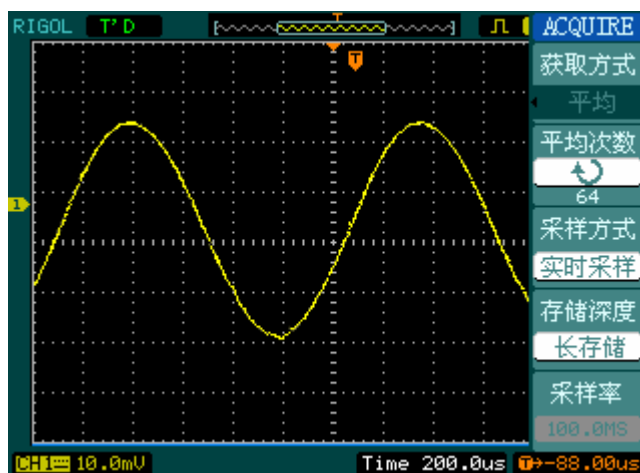 RIGOL T'D ACQUIRE
T
T
获取方式
平均
平均次数
64
1
采样方式
实时采样
存储深度
长存储
采样率
100.0MS
CH1 10.0mV Time 200.0us T→-88.00us